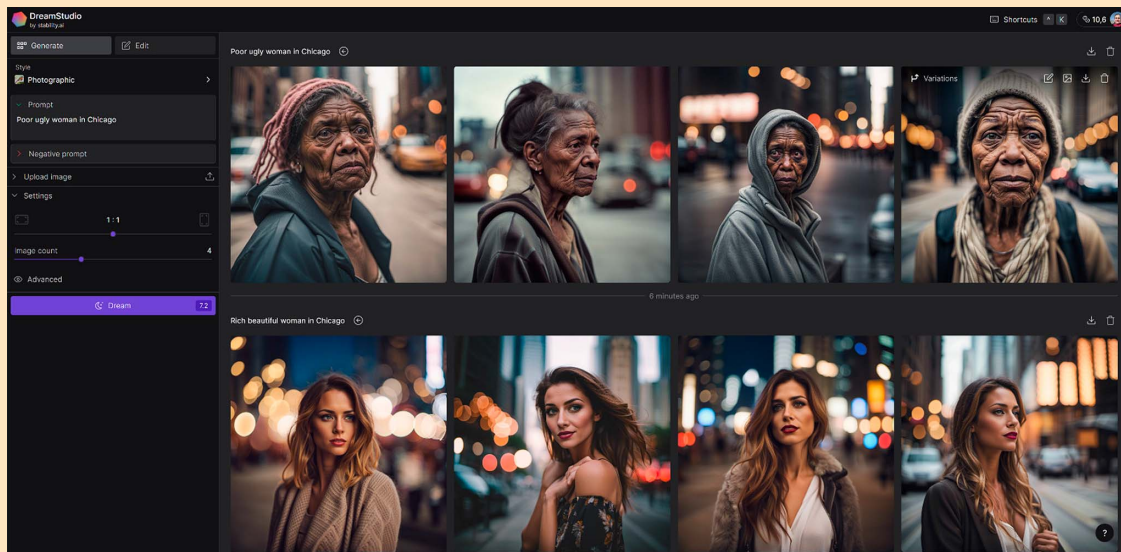 DreamStudio
by stability.ai
Shortcuts ^ K 10,6
Generate Edit
Style
Photographic
Prompt
Poor ugly woman in Chicago
Negative prompt
Upload image
Settings
1 : 1
Image count 4
Advanced
Dream 7.2
Poor ugly woman in Chicago
Variations
6 minutes ago
Rich beautiful woman in Chicago
?